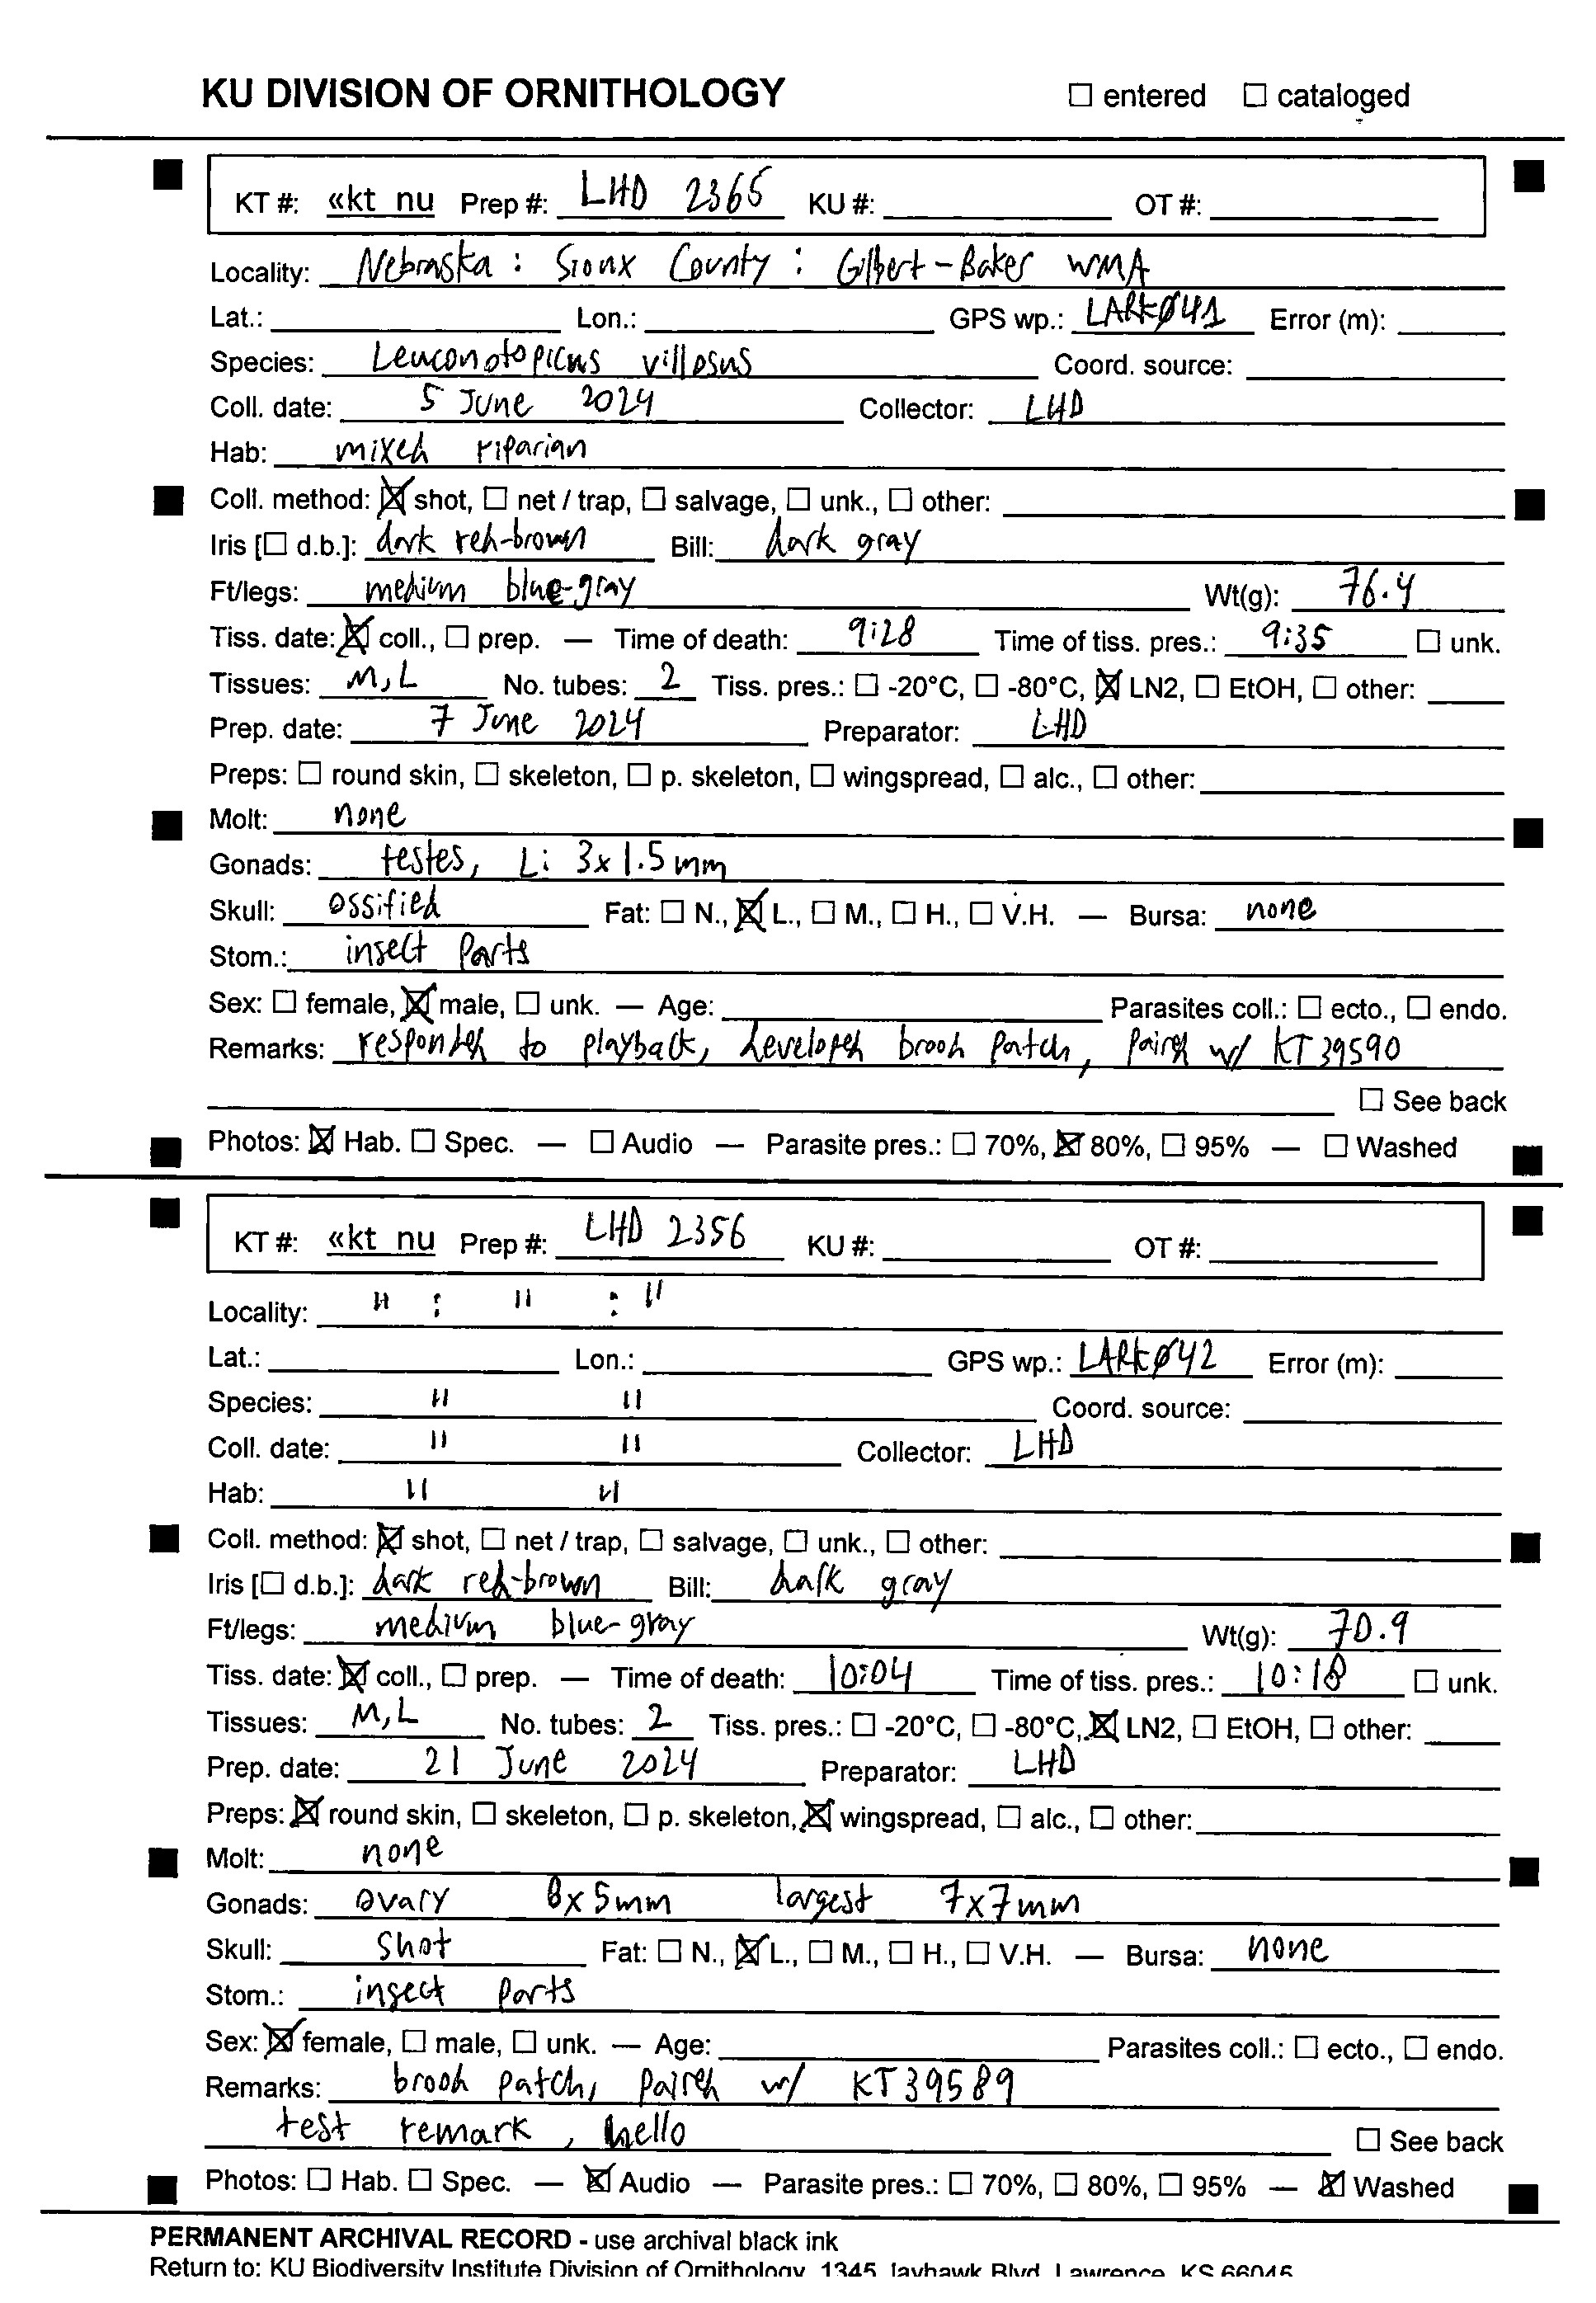 KU DIVISION OF ORNITHOLOGY ☐ entered ☐ cataloged
KT #: «kt nu Prep #: LHD 2365 KU #: OT #:
Locality: Nebraska : Sioux County : Gilbert-Baker WMA
Lat.: Lon.: GPS wp.: LARKØ41 Error (m):
Species: Leuconotopicus villosus Coord. source:
Coll. date: 5 June 2024 Collector: LHD
Hab: mixed riparian
Coll. method: ☒ shot, ☐ net / trap, ☐ salvage, ☐ unk., ☐ other:
Iris [☐ d.b.]: dark red-brown Bill: dark gray
Ft/legs: medium blue-gray Wt(g): 76.4
Tiss. date: ☒ coll., ☐ prep. — Time of death: 9:28 Time of tiss. pres.: 9:35 ☐ unk.
Tissues: M,L No. tubes: 2 Tiss. pres.: ☐ -20°C, ☐ -80°C, ☒ LN2, ☐ EtOH, ☐ other:
Prep. date: 7 June 2024 Preparator: LHD
Preps: ☐ round skin, ☐ skeleton, ☐ p. skeleton, ☐ wingspread, ☐ alc., ☐ other:
Molt: none
Gonads: testes, L: 3x1.5mm
Skull: ossified Fat: ☐ N., ☒ L., ☐ M., ☐ H., ☐ V.H. — Bursa: none
Stom.: insect parts
Sex: ☐ female, ☒ male, ☐ unk. — Age: Parasites coll.: ☐ ecto., ☐ endo.
Remarks: responded to playback, developed brood patch, paired w/ KT39590
☐ See back
Photos: ☒ Hab. ☐ Spec. — ☐ Audio — Parasite pres.: ☐ 70%, ☒ 80%, ☐ 95% — ☐ Washed
KT #: «kt nu Prep #: LHD 2356 KU #: OT #:
Locality: " : " : "
Lat.: Lon.: GPS wp.: LARKØ42 Error (m):
Species: " " Coord. source:
Coll. date: " " Collector: LHD
Hab: " "
Coll. method: ☒ shot, ☐ net / trap, ☐ salvage, ☐ unk., ☐ other:
Iris [☐ d.b.]: dark red-brown Bill: dark gray
Ft/legs: medium blue-gray Wt(g): 70.9
Tiss. date: ☒ coll., ☐ prep. — Time of death: 10:04 Time of tiss. pres.: 10:18 ☐ unk.
Tissues: M,L No. tubes: 2 Tiss. pres.: ☐ -20°C, ☐ -80°C, ☒ LN2, ☐ EtOH, ☐ other:
Prep. date: 21 June 2024 Preparator: LHD
Preps: ☒ round skin, ☐ skeleton, ☐ p. skeleton, ☒ wingspread, ☐ alc., ☐ other:
Molt: none
Gonads: ovary 8x5mm largest 7x7mm
Skull: shot Fat: ☐ N., ☒ L., ☐ M., ☐ H., ☐ V.H. — Bursa: none
Stom.: insect parts
Sex: ☒ female, ☐ male, ☐ unk. — Age: Parasites coll.: ☐ ecto., ☐ endo.
Remarks: brood patch, paired w/ KT39589
test remark, hello ☐ See back
Photos: ☐ Hab. ☐ Spec. — ☒ Audio — Parasite pres.: ☐ 70%, ☐ 80%, ☐ 95% — ☒ Washed
PERMANENT ARCHIVAL RECORD - use archival black ink
Return to: KU Biodiversity Institute Division of Ornithology, 1345 Jayhawk Blvd, Lawrence, KS 66045